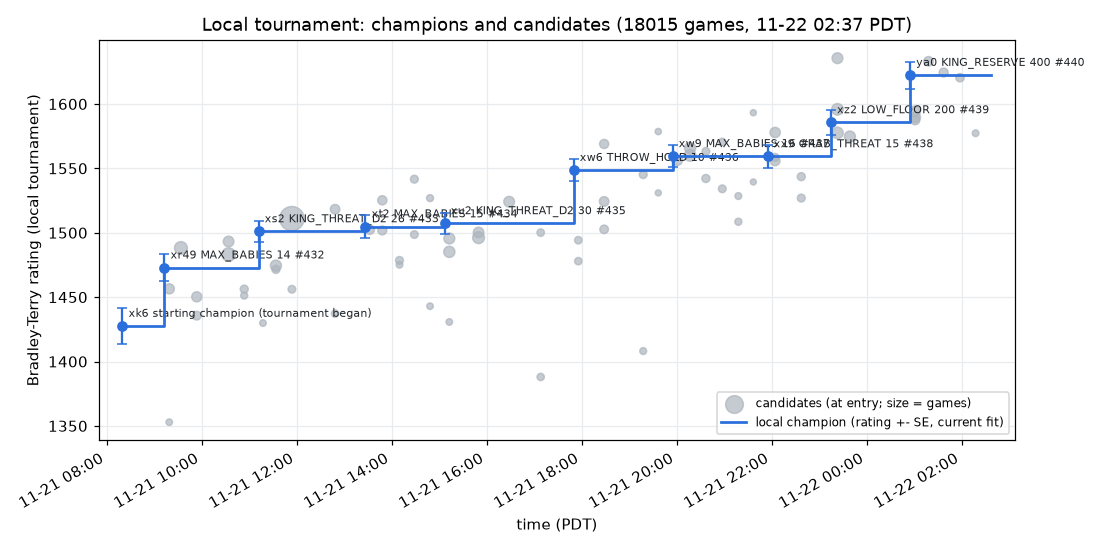 Local tournament: champions and candidates (18015 games, 11-22 02:37 PDT)
Bradley-Terry rating (local tournament)
1600
1550
1500
1450
1400
1350
ya0 KING_RESERVE 400 #440
xz2 LOW_FLOOR 200 #439
xw9 MAX_BABIES 16 #437
THREAT 15 #438
xw6 THROW_HOLD 10 #436
xu2 KING_THREAT_D2 30 #435
xt2 MAX_BABIES 15 #434
xs2 KING_THREAT_D2 26 #433
xr49 MAX_BABIES 14 #432
xk6 starting champion (tournament began)
candidates (at entry; size = games)
local champion (rating +- SE, current fit)
11-21 08:00
11-21 10:00
11-21 12:00
11-21 14:00
11-21 16:00
11-21 18:00
11-21 20:00
11-21 22:00
11-22 00:00
11-22 02:00
time (PDT)